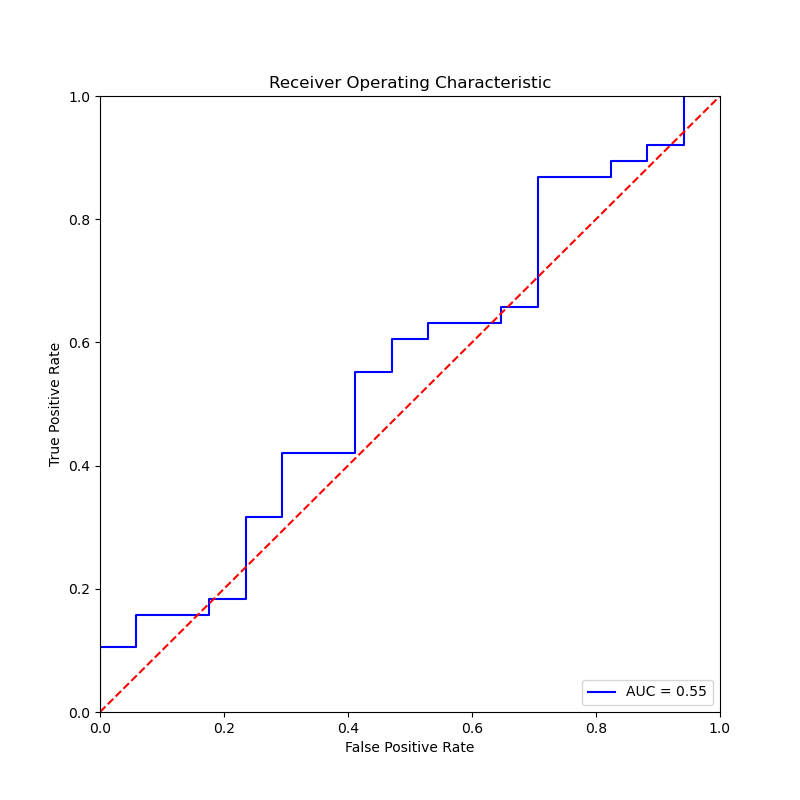 Receiver Operating Characteristic
True Positive Rate
1.0
0.8
0.6
0.4
0.2
0.0
AUC = 0.55
0.0 0.2 0.4 0.6 0.8 1.0
False Positive Rate